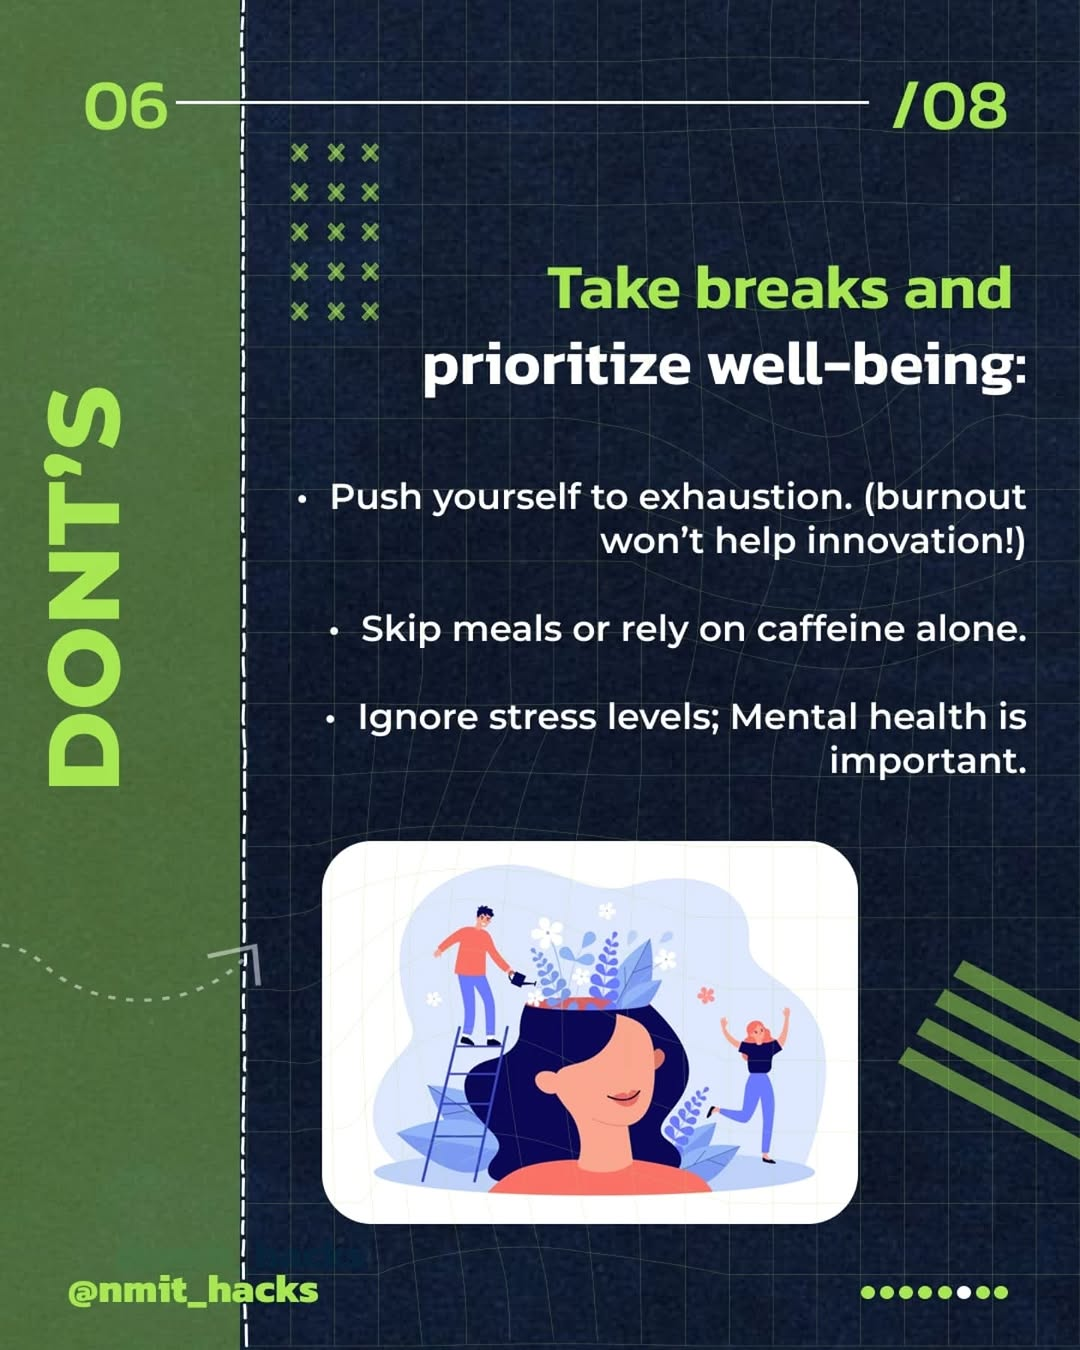 06
/08
DONT'S
Take breaks and
prioritize well-being:
• Push yourself to exhaustion. (burnout
won't help innovation!)
• Skip meals or rely on caffeine alone.
• Ignore stress levels; Mental health is
important.
@nmit_hacks